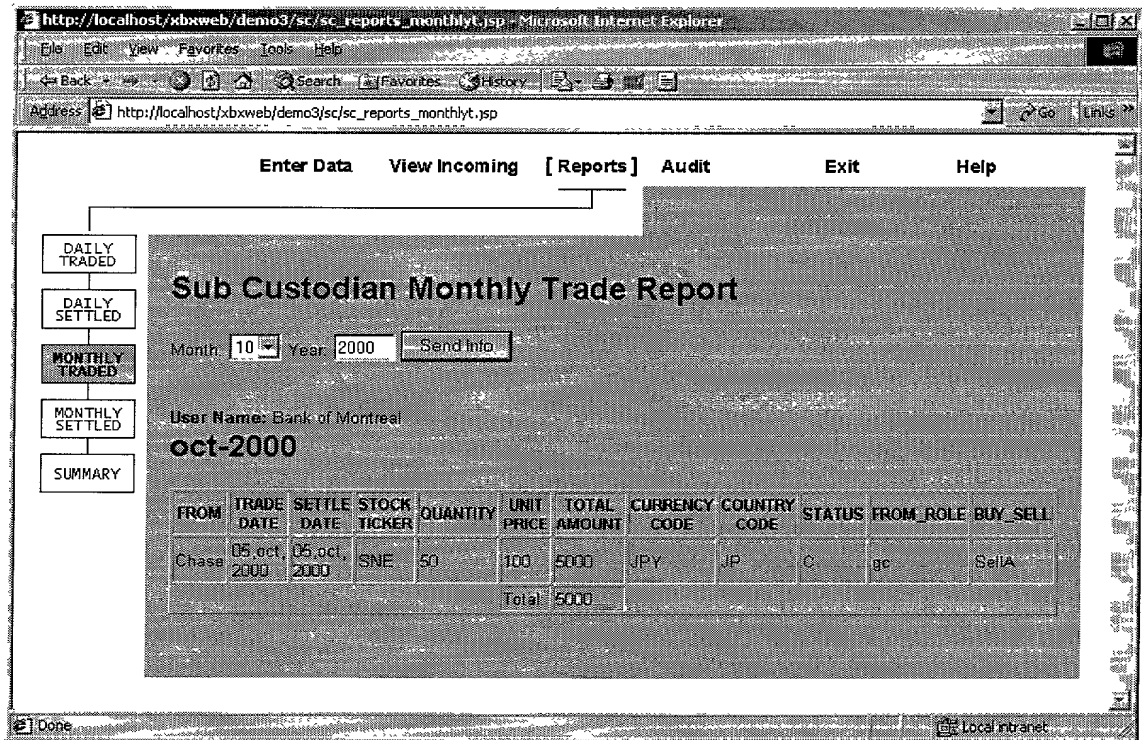 http://localhost/xbxweb/demo3/sc/sc_reports_monthlyt.jsp - Microsoft Internet Explorer
File Edit View Favorites Tools Help
Back Search Favorites History
Address http://localhost/xbxweb/demo3/sc/sc_reports_monthlyt.jsp Go Links »
Enter Data View Incoming [ Reports ] Audit Exit Help
DAILY
TRADED
DAILY
SETTLED
MONTHLY
TRADED
MONTHLY
SETTLED
SUMMARY
Sub Custodian Monthly Trade Report
Month: 10 Year: 2000 Send Info
User Name: Bank of Montreal
oct-2000
FROM TRADE DATE SETTLE DATE STOCK TICKER QUANTITY UNIT PRICE TOTAL AMOUNT CURRENCY CODE COUNTRY CODE STATUS FROM_ROLE BUY_SELL
Chase 05,oct, 2000 05,oct, 2000 SNE 50 100 5000 JPY JP C gc SellA
Total 5000
Done Local intranet